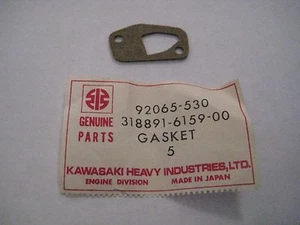 92065-530
GENUINE 318891-6159-00
PARTS GASKET
5
KAWASAKI HEAVY INDUSTRIES,LTD.
ENGINE DIVISION MADE IN JAPAN